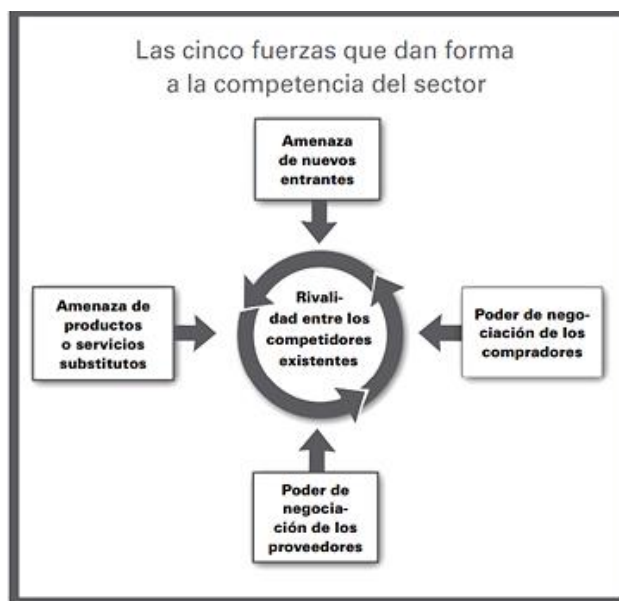 Las cinco fuerzas que dan forma
a la competencia del sector
Amenaza
de nuevos
entrantes
Amenaza de
productos
o servicios
substitutos
Rivali-
dad entre los
competidores
existentes
Poder de nego-
ciación de los
compradores
Poder de
negocia-
ción de los
proveedores